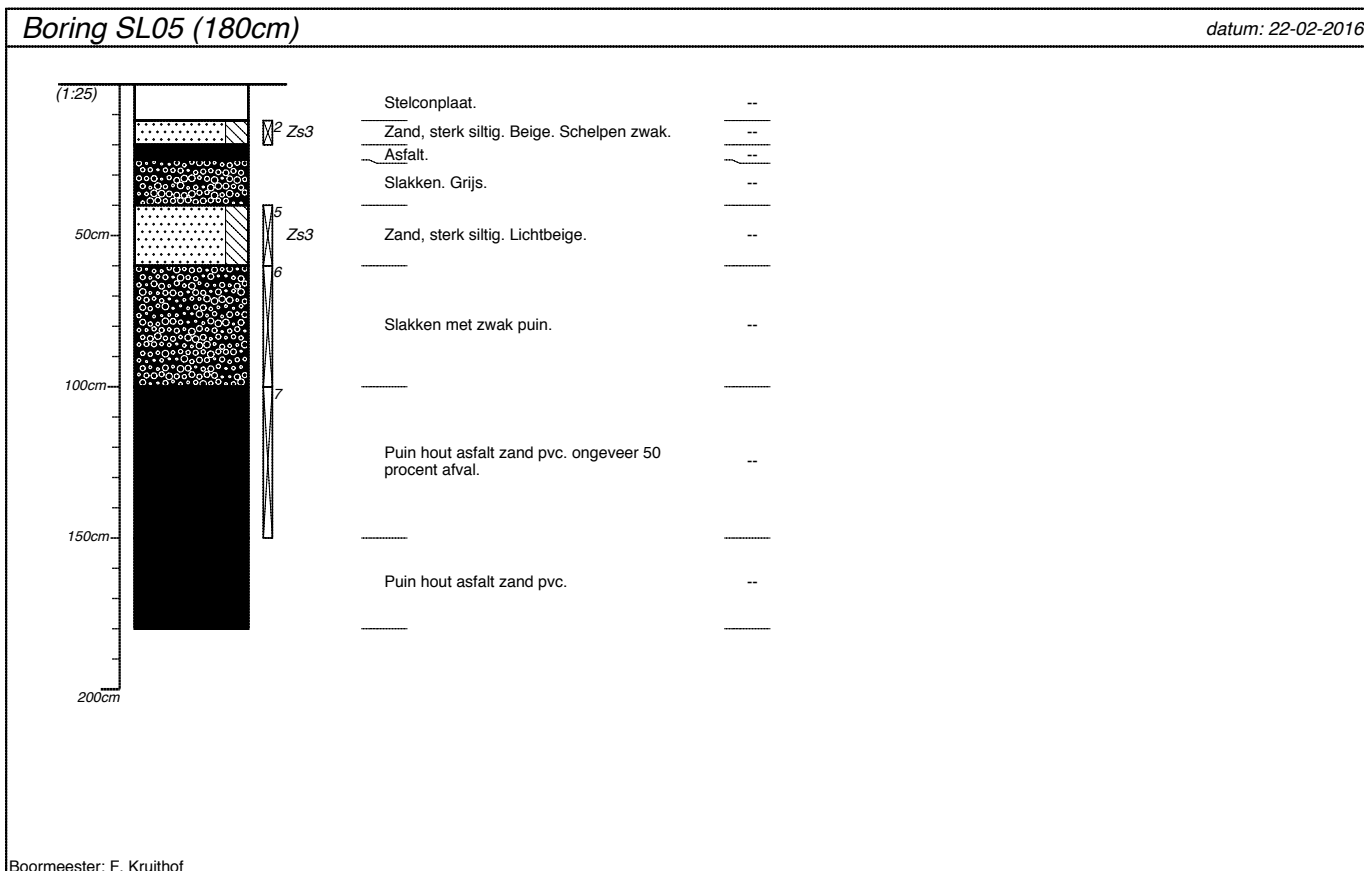 Boring SL05 (180cm)
datum: 22-02-2016
(1:25)
Stelconplaat.
--
2
Zs3
Zand, sterk siltig. Beige. Schelpen zwak.
--
Asfalt.
--
Slakken. Grijs.
--
5
50cm
Zs3
Zand, sterk siltig. Lichtbeige.
--
6
Slakken met zwak puin.
--
100cm
7
Puin hout asfalt zand pvc. ongeveer 50
procent afval.
--
150cm
Puin hout asfalt zand pvc.
--
200cm
Boormeester: F. Kruithof